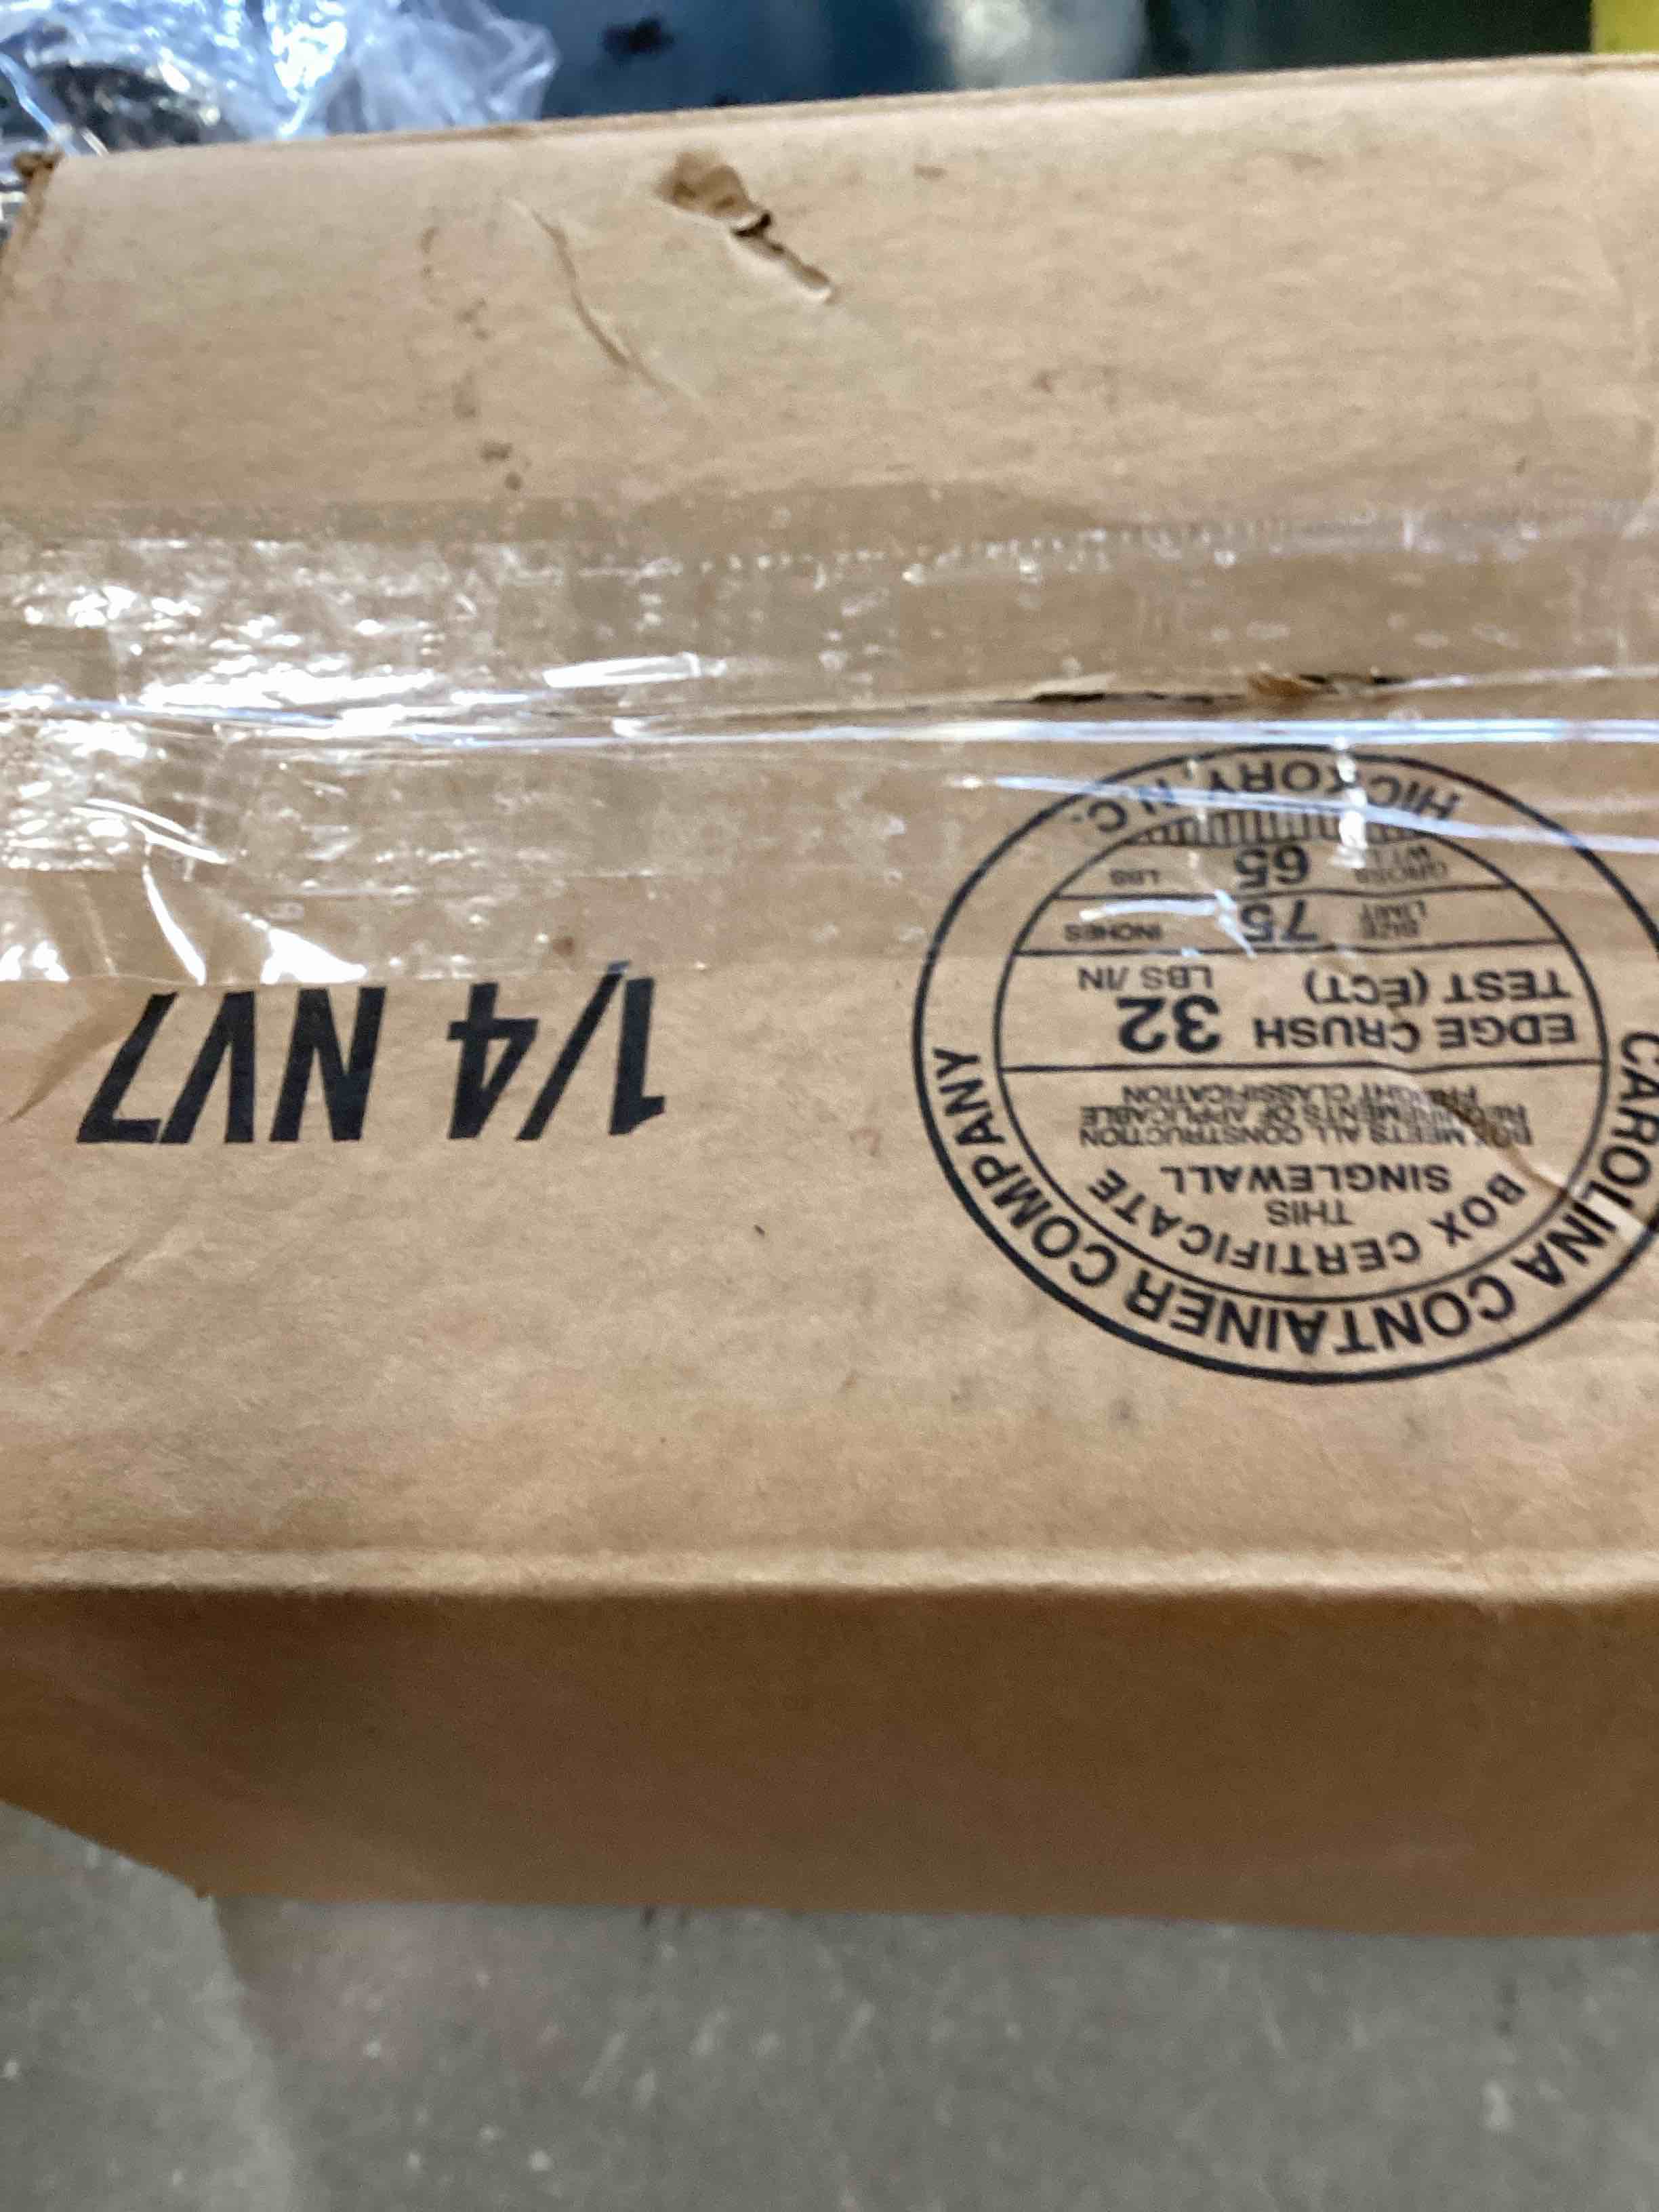 1/4 NV7
CAROLINA CONTAINER COMPANY
BOX CERTIFICATE
THIS
SINGLEWALL
BOX MEETS ALL CONSTRUCTION
REQUIREMENTS OF APPLICABLE
FREIGHT CLASSIFICATION
EDGE CRUSH 32 LBS/IN
TEST (ECT)
SIZE LIMIT 75 INCHES
GROSS WT LT 65 LBS
HICKORY, N.C.